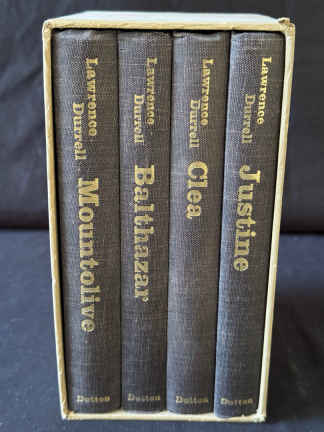 Lawrence
Durrell
Mountolive
Dutton
Lawrence
Durrell
Balthazar
Dutton
Lawrence
Durrell
Clea
Dutton
Lawrence
Durrell
Justine
Dutton